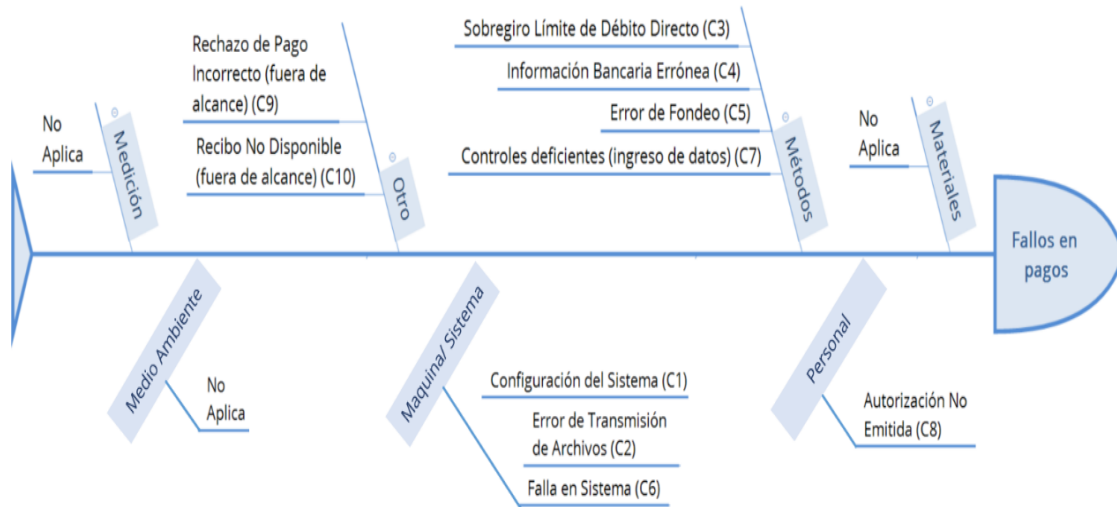 Sobregiro Límite de Débito Directo (C3)
Rechazo de Pago
Incorrecto (fuera de
alcance) (C9)
Información Bancaria Errónea (C4)
Error de Fondeo (C5)
No
Aplica
Medición
Recibo No Disponible
(fuera de alcance) (C10)
Otro
Controles deficientes (ingreso de datos) (C7)
Métodos
No
Aplica
Materiales
Fallos en
pagos
Medio Ambiente
No
Aplica
Maquina/ Sistema
Configuración del Sistema (C1)
Error de Transmisión
de Archivos (C2)
Falla en Sistema (C6)
Personal
Autorización No
Emitida (C8)